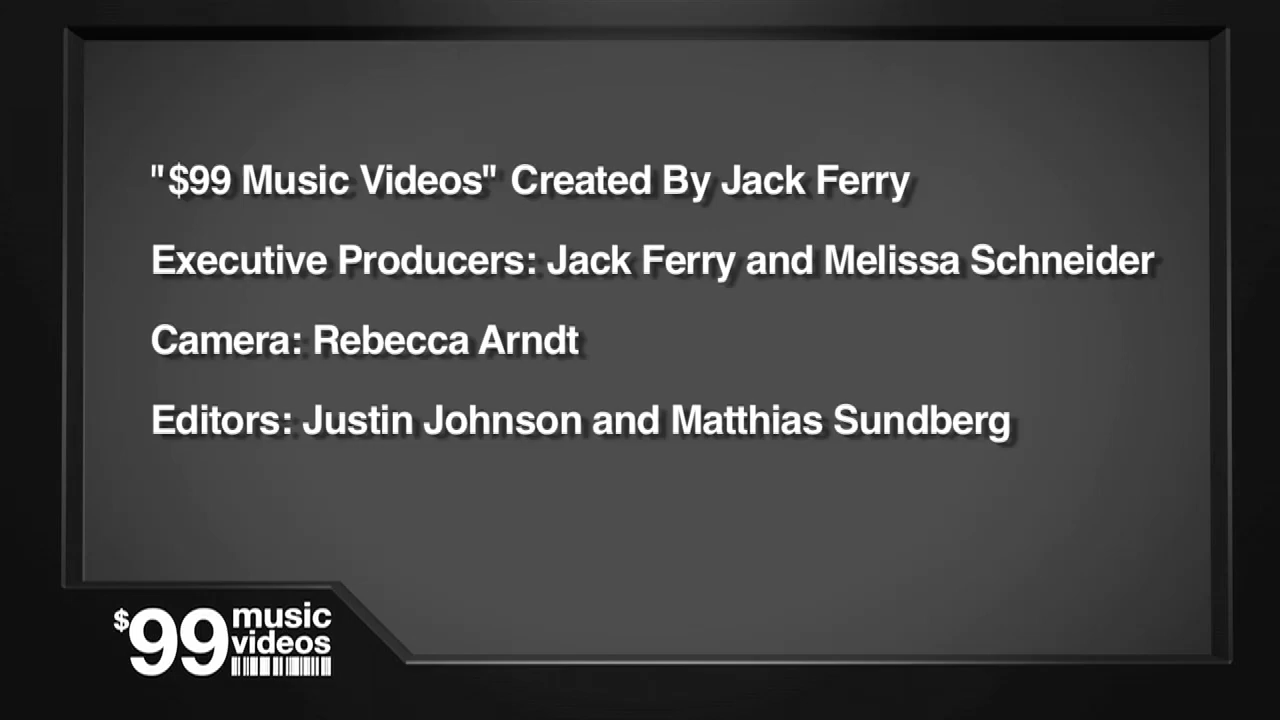 "$99 Music Videos" Created By Jack Ferry
Executive Producers: Jack Ferry and Melissa Schneider
Camera: Rebecca Arndt
Editors: Justin Johnson and Matthias Sundberg
$99 music
videos